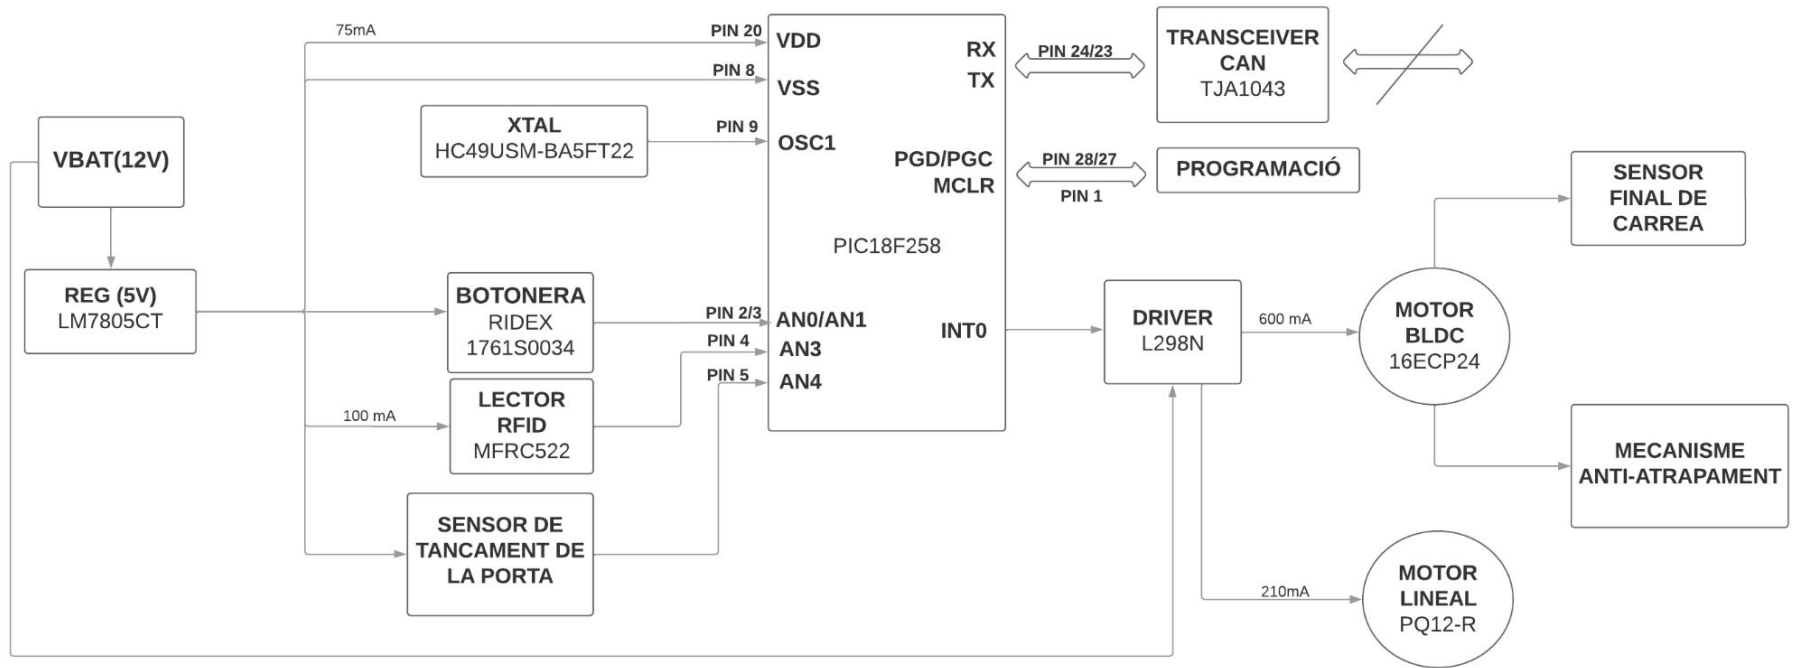 VBAT(12V)
REG (5V)
LM7805CT
75mA
PIN 20
PIN 8
XTAL
HC49USM-BA5FT22
PIN 9
BOTONERA
RIDEX
1761S0034
PIN 2/3
100 mA
LECTOR
RFID
MFRC522
PIN 4
SENSOR DE
TANCAMENT DE
LA PORTA
PIN 5
VDD
VSS
OSC1
AN0/AN1
AN3
AN4
PIC18F258
RX
TX
PGD/PGC
MCLR
INT0
PIN 24/23
TRANSCEIVER
CAN
TJA1043
PIN 28/27
PIN 1
PROGRAMACIÓ
DRIVER
L298N
600 mA
MOTOR
BLDC
16ECP24
SENSOR
FINAL DE
CARREA
MECANISME
ANTI-ATRAPAMENT
210mA
MOTOR
LINEAL
PQ12-R